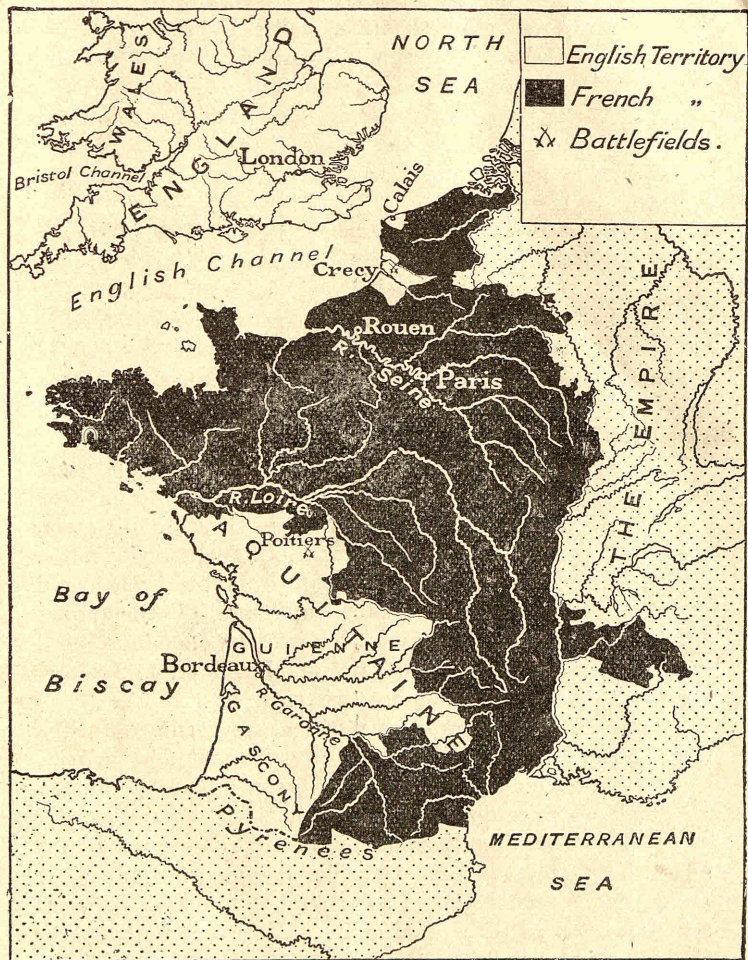 NORTH
SEA
English Territory
French „
Battlefields.
WALES
ENGLAND
London
Bristol Channel
Calais
English Channel
Crecy
Rouen
R. Seine
Paris
THE EMPIRE
R. Loire
Poitiers
AQUITAINE
Bay of
Biscay
GUIENNE
Bordeaux
R. Garonne
GASCON
Pyrenees
MEDITERRANEAN
SEA